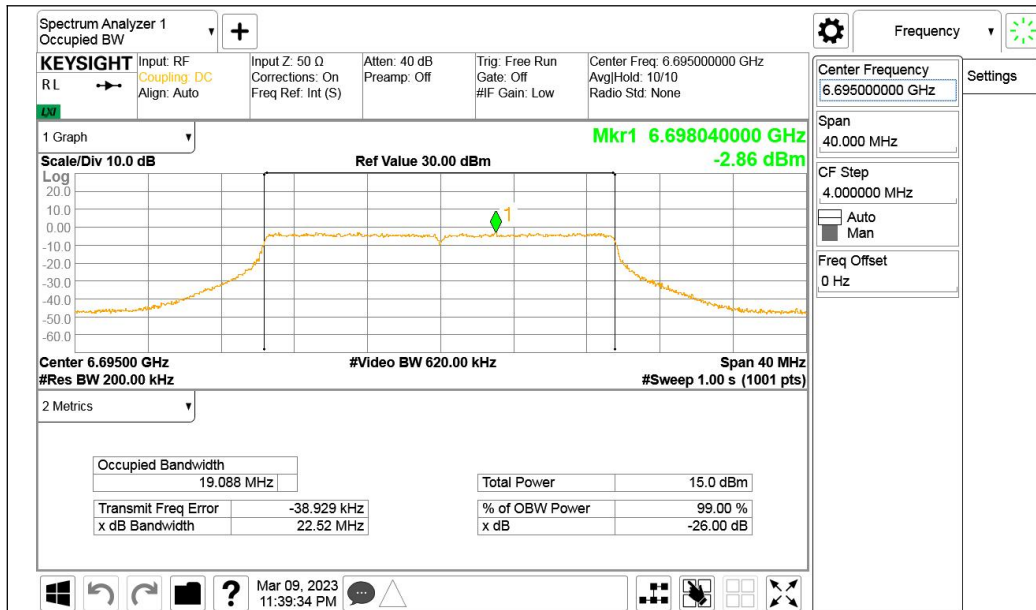 Spectrum Analyzer 1
Occupied BW
▼
+
Frequency
▼
KEYSIGHT
RL
LXI
Input: RF
Coupling: DC
Align: Auto
Input Z: 50 Ω
Corrections: On
Freq Ref: Int (S)
Atten: 40 dB
Preamp: Off
Trig: Free Run
Gate: Off
#IF Gain: Low
Center Freq: 6.695000000 GHz
Avg|Hold: 10/10
Radio Std: None
Center Frequency
6.695000000 GHz
Settings
Span
40.000 MHz
CF Step
4.000000 MHz
Auto
Man
Freq Offset
0 Hz
1 Graph
▼
Mkr1 6.698040000 GHz
-2.86 dBm
Scale/Div 10.0 dB
Ref Value 30.00 dBm
Log
20.0
10.0
0.00
-10.0
-20.0
-30.0
-40.0
-50.0
-60.0
1
Center 6.69500 GHz
#Video BW 620.00 kHz
Span 40 MHz
#Res BW 200.00 kHz
#Sweep 1.00 s (1001 pts)
2 Metrics
▼
Occupied Bandwidth
19.088 MHz
Total Power 15.0 dBm
Transmit Freq Error -38.929 kHz
% of OBW Power 99.00 %
x dB Bandwidth 22.52 MHz
x dB -26.00 dB
?
Mar 09, 2023
11:39:34 PM